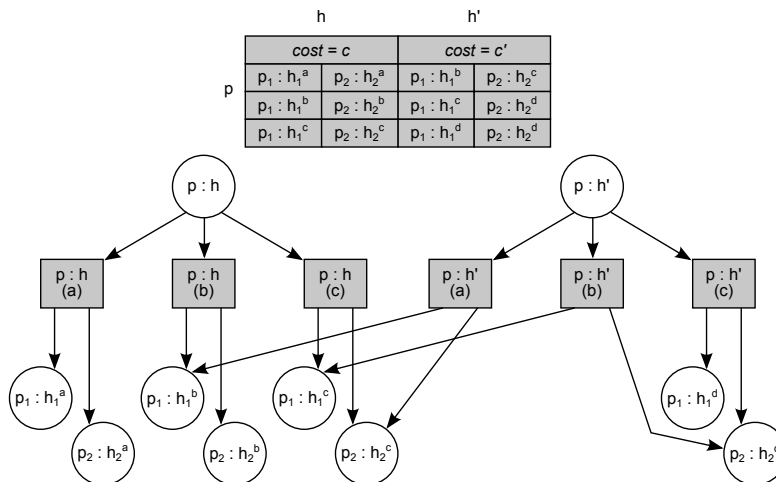 h h'
cost = c cost = c'
p
p₁ : h₁ᵃ p₂ : h₂ᵃ p₁ : h₁ᵇ p₂ : h₂ᶜ
p₁ : h₁ᵇ p₂ : h₂ᵇ p₁ : h₁ᶜ p₂ : h₂ᵈ
p₁ : h₁ᶜ p₂ : h₂ᶜ p₁ : h₁ᵈ p₂ : h₂ᵈ
p : h p : h'
p : h p : h p : h p : h' p : h' p : h'
(a) (b) (c) (a) (b) (c)
p₁ : h₁ᵃ p₁ : h₁ᵇ p₁ : h₁ᶜ p₁ : h₁ᵈ
p₂ : h₂ᵃ p₂ : h₂ᵇ p₂ : h₂ᶜ p₂ : h₂ᵈ